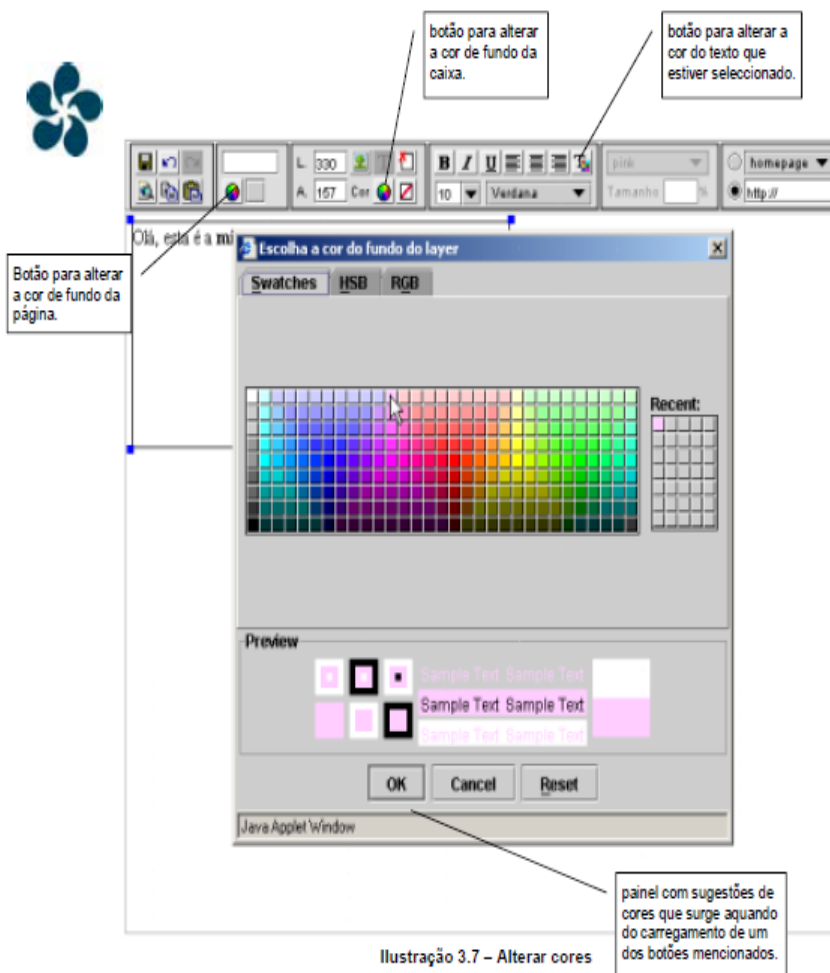 botão para alterar
a cor de fundo da
caixa.
botão para alterar a
cor do texto que
estiver seleccionado.
L. 330
B I U
pink
homepage
A. 157 Cor
10 Verdana
Tamanho %
http://
Olá, esta é a mi
Botão para alterar
a cor de fundo da
página.
Escolha a cor do fundo do layer
Swatches HSB RGB
Recent:
Preview
Sample Text Sample Text
Sample Text Sample Text
Sample Text Sample Text
OK Cancel Reset
Java Applet Window
painel com sugestões de
cores que surge aquando
do carregamento de um
dos botões mencionados.
Ilustração 3.7 – Alterar cores